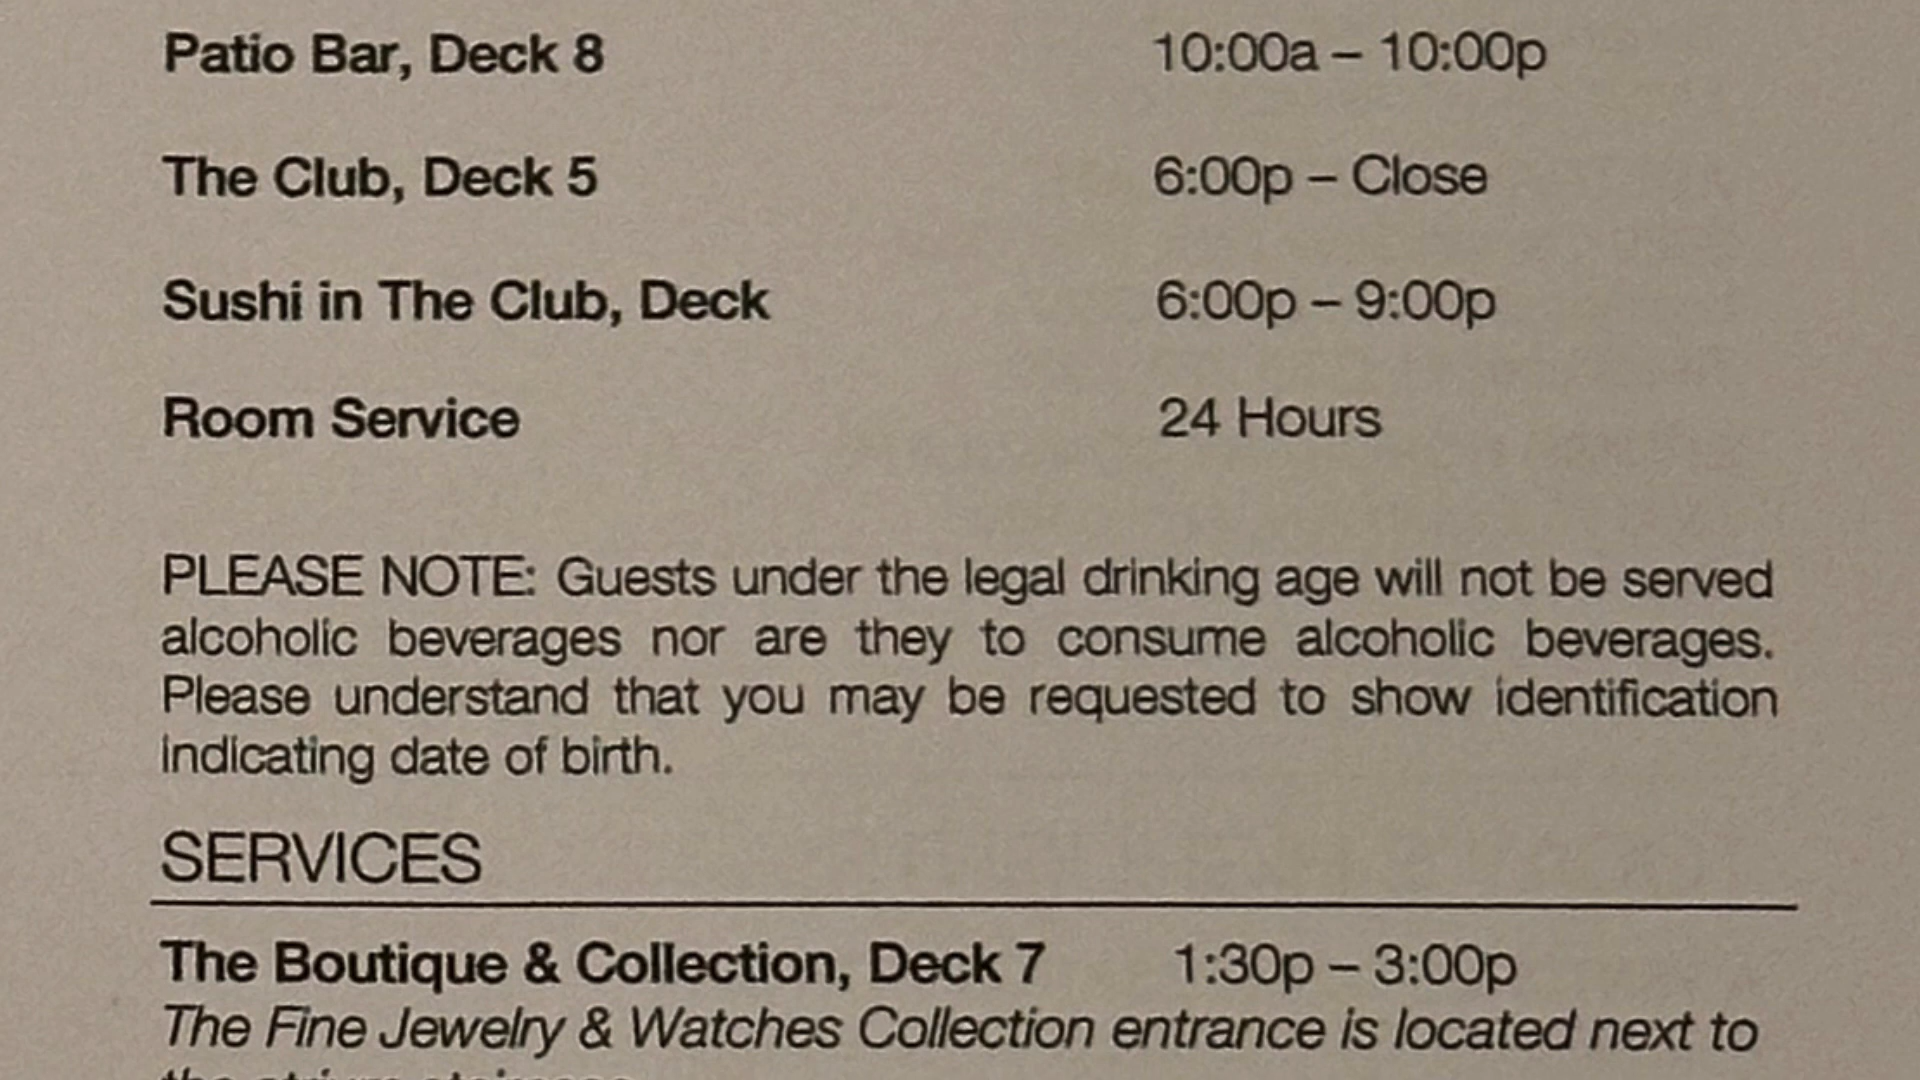 Patio Bar, Deck 8 10:00a – 10:00p
The Club, Deck 5 6:00p – Close
Sushi in The Club, Deck 6:00p – 9:00p
Room Service 24 Hours
PLEASE NOTE: Guests under the legal drinking age will not be served
alcoholic beverages nor are they to consume alcoholic beverages.
Please understand that you may be requested to show identification
indicating date of birth.
SERVICES
The Boutique & Collection, Deck 7 1:30p – 3:00p
The Fine Jewelry & Watches Collection entrance is located next to